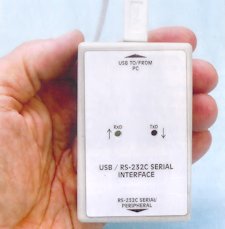 USB TO/FROM
PC
RxD TxD
USB / RS-232C SERIAL
INTERFACE
RS-232C SERIAL
PERIPHERAL